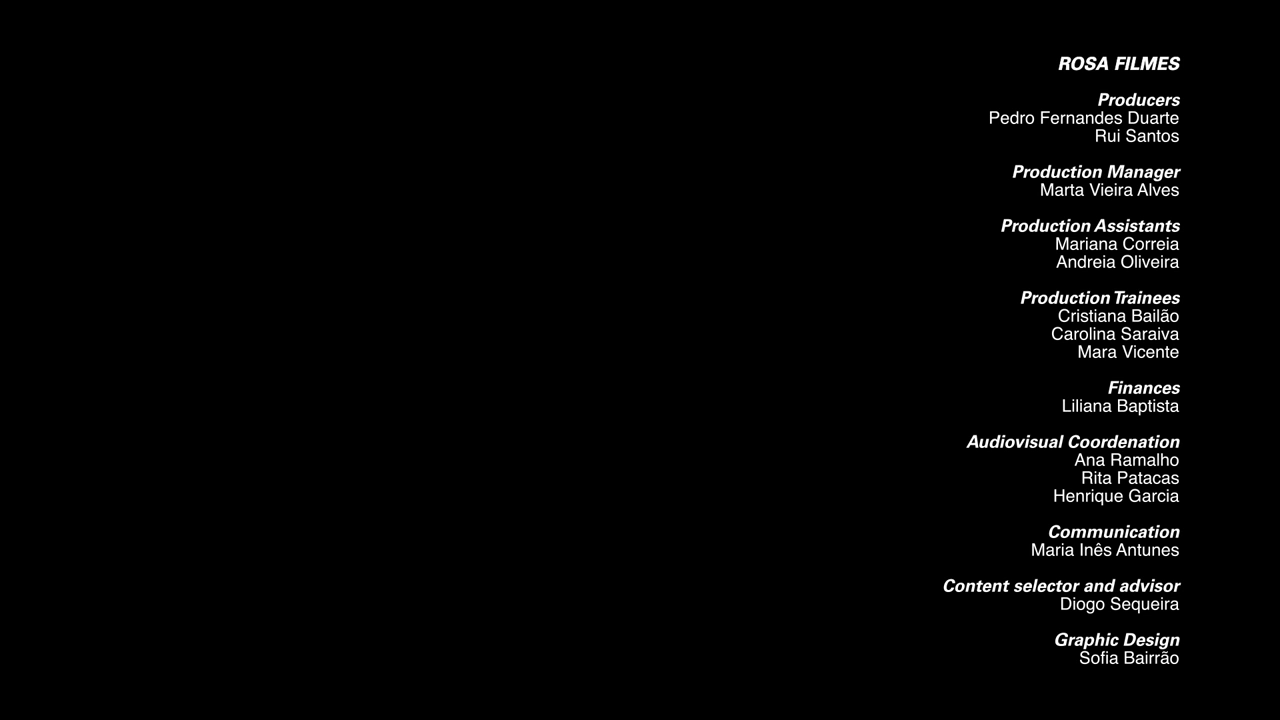 ROSA FILMES
Producers
Pedro Fernandes Duarte
Rui Santos
Production Manager
Marta Vieira Alves
Production Assistants
Mariana Correia
Andreia Oliveira
Production Trainees
Cristiana Bailão
Carolina Saraiva
Mara Vicente
Finances
Liliana Baptista
Audiovisual Coordenation
Ana Ramalho
Rita Patacas
Henrique Garcia
Communication
Maria Inês Antunes
Content selector and advisor
Diogo Sequeira
Graphic Design
Sofia Bairrão